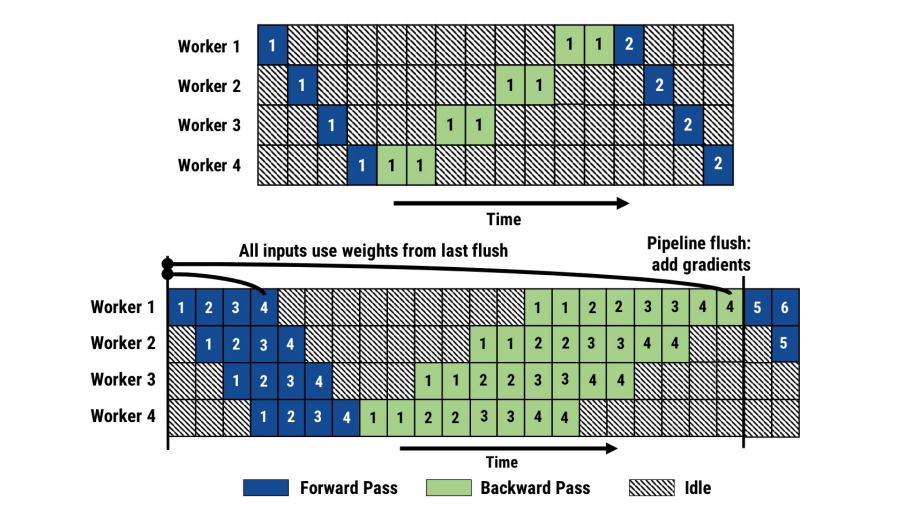 Worker 1 1 1 1 2
Worker 2 1 1 1 2
Worker 3 1 1 1 2
Worker 4 1 1 1 2
Time
All inputs use weights from last flush
Pipeline flush:
add gradients
Worker 1 1 2 3 4 1 1 2 2 3 3 4 4 5 6
Worker 2 1 2 3 4 1 1 2 2 3 3 4 4 5
Worker 3 1 2 3 4 1 1 2 2 3 3 4 4
Worker 4 1 2 3 4 1 1 2 2 3 3 4 4
Time
Forward Pass Backward Pass Idle